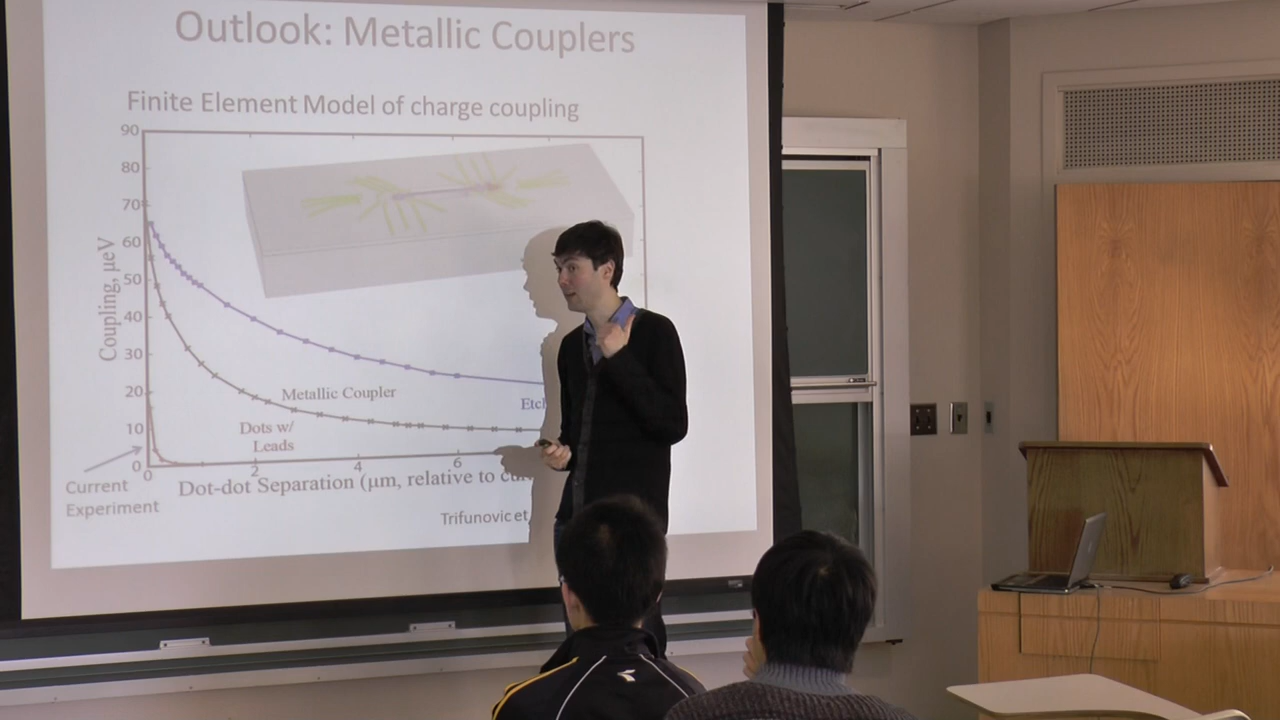 Outlook: Metallic Couplers
Finite Element Model of charge coupling
90
80
70
60
50
40
30
20
10
0
Coupling, µeV
Metallic Coupler
Etch
Dots w/
Leads
0 2 4 6
Current
Experiment
Dot-dot Separation (µm, relative to
Trifunovic et